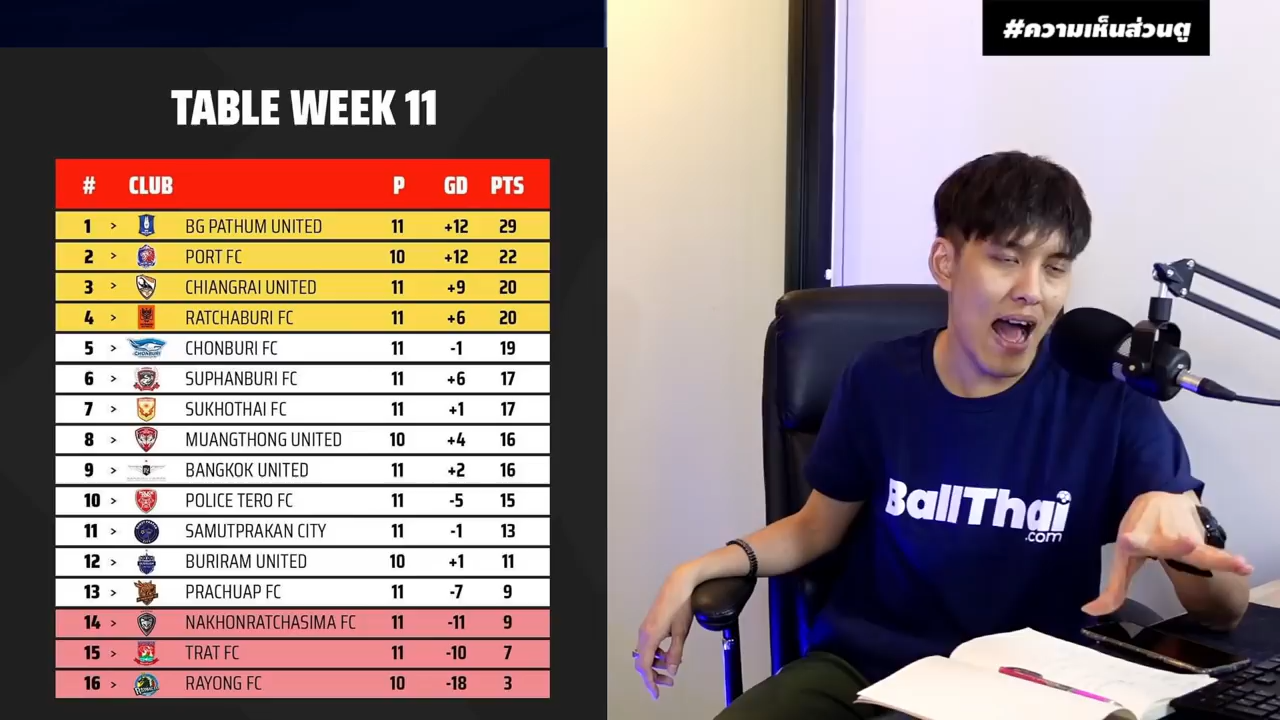 #ความเห็นส่วนตู
TABLE WEEK 11
# CLUB P GD PTS
1 > BG PATHUM UNITED 11 +12 29
2 > PORT FC 10 +12 22
3 > CHIANGRAI UNITED 11 +9 20
4 > RATCHABURI FC 11 +6 20
5 > CHONBURI FC 11 -1 19
6 > SUPHANBURI FC 11 +6 17
7 > SUKHOTHAI FC 11 +1 17
8 > MUANGTHONG UNITED 10 +4 16
9 > BANGKOK UNITED 11 +2 16
10 > POLICE TERO FC 11 -5 15
11 > SAMUTPRAKAN CITY 11 -1 13
12 > BURIRAM UNITED 10 +1 11
13 > PRACHUAP FC 11 -7 9
14 > NAKHONRATCHASIMA FC 11 -11 9
15 > TRAT FC 11 -10 7
16 > RAYONG FC 10 -18 3
BallThai
.com